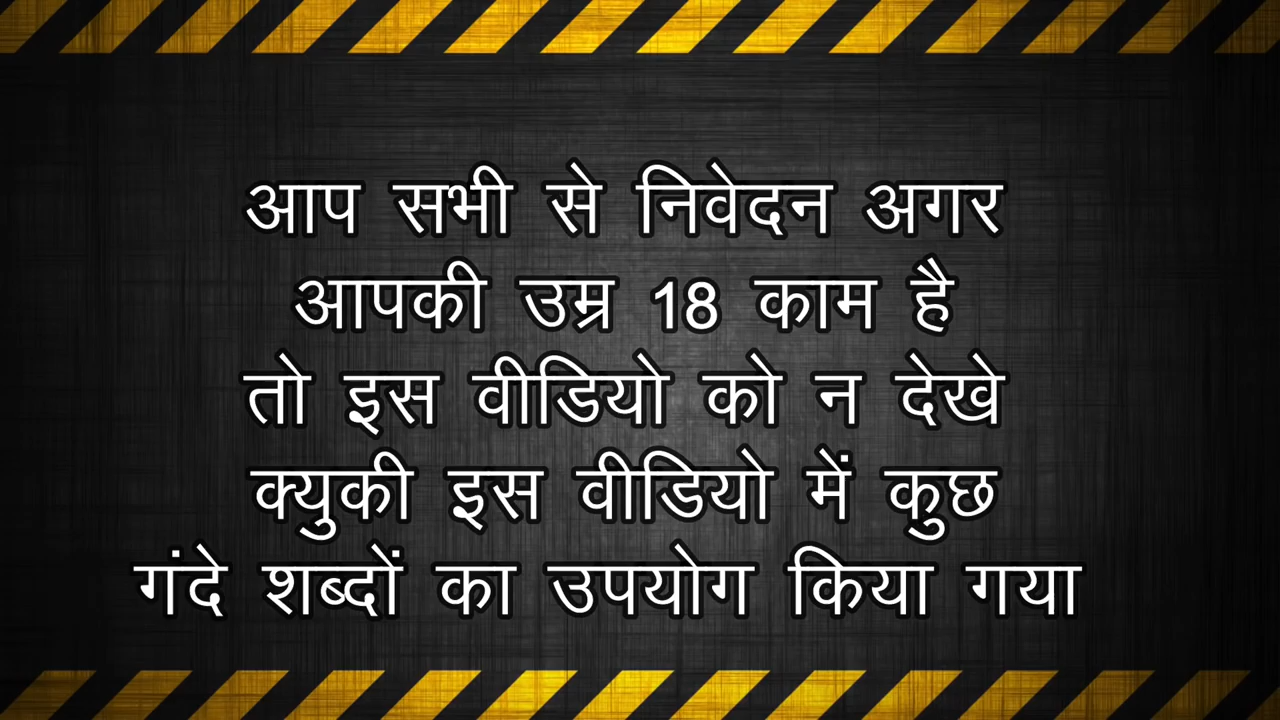 आप सभी से निवेदन अगर
आपकी उम्र 18 काम है
तो इस वीडियो को न देखे
क्युकी इस वीडियो में कुछ
गंदे शब्दों का उपयोग किया गया